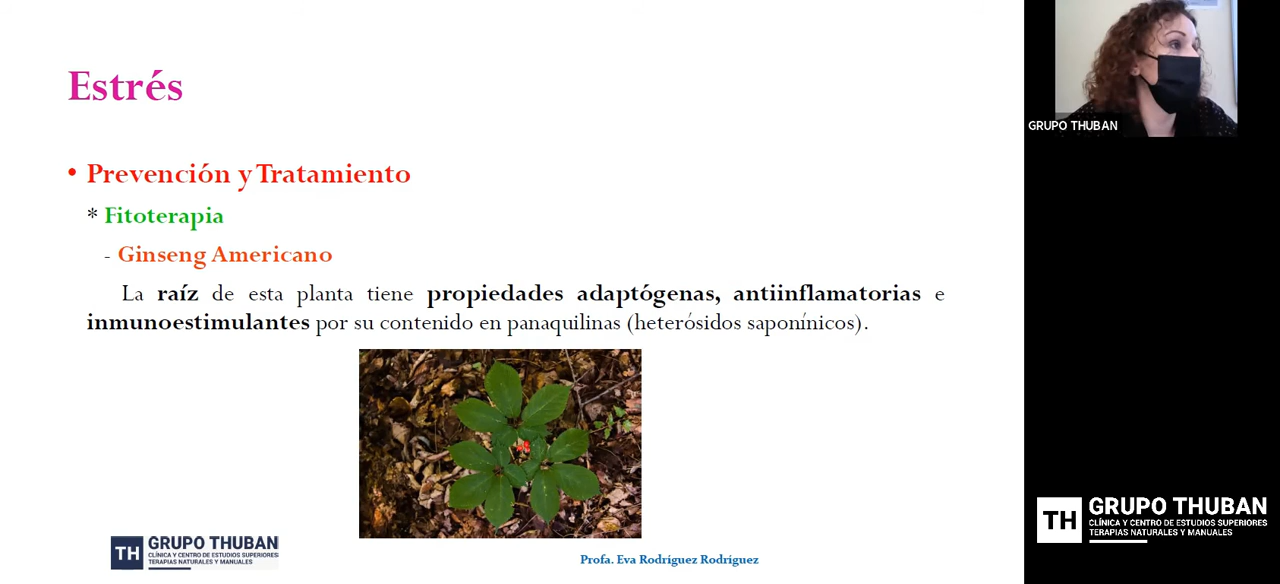 Estrés
• Prevención y Tratamiento
* Fitoterapia
- Ginseng Americano
La raíz de esta planta tiene propiedades adaptógenas, antiinflamatorias e
inmunoestimulantes por su contenido en panaquilinas (heterósidos saponínicos).
TH GRUPO THUBAN
CLÍNICA Y CENTRO DE ESTUDIOS SUPERIORES
TERAPIAS NATURALES Y MANUALES
Profa. Eva Rodríguez Rodríguez
GRUPO THUBAN
TH GRUPO THUBAN
CLÍNICA Y CENTRO DE ESTUDIOS SUPERIORES
TERAPIAS NATURALES Y MANUALES